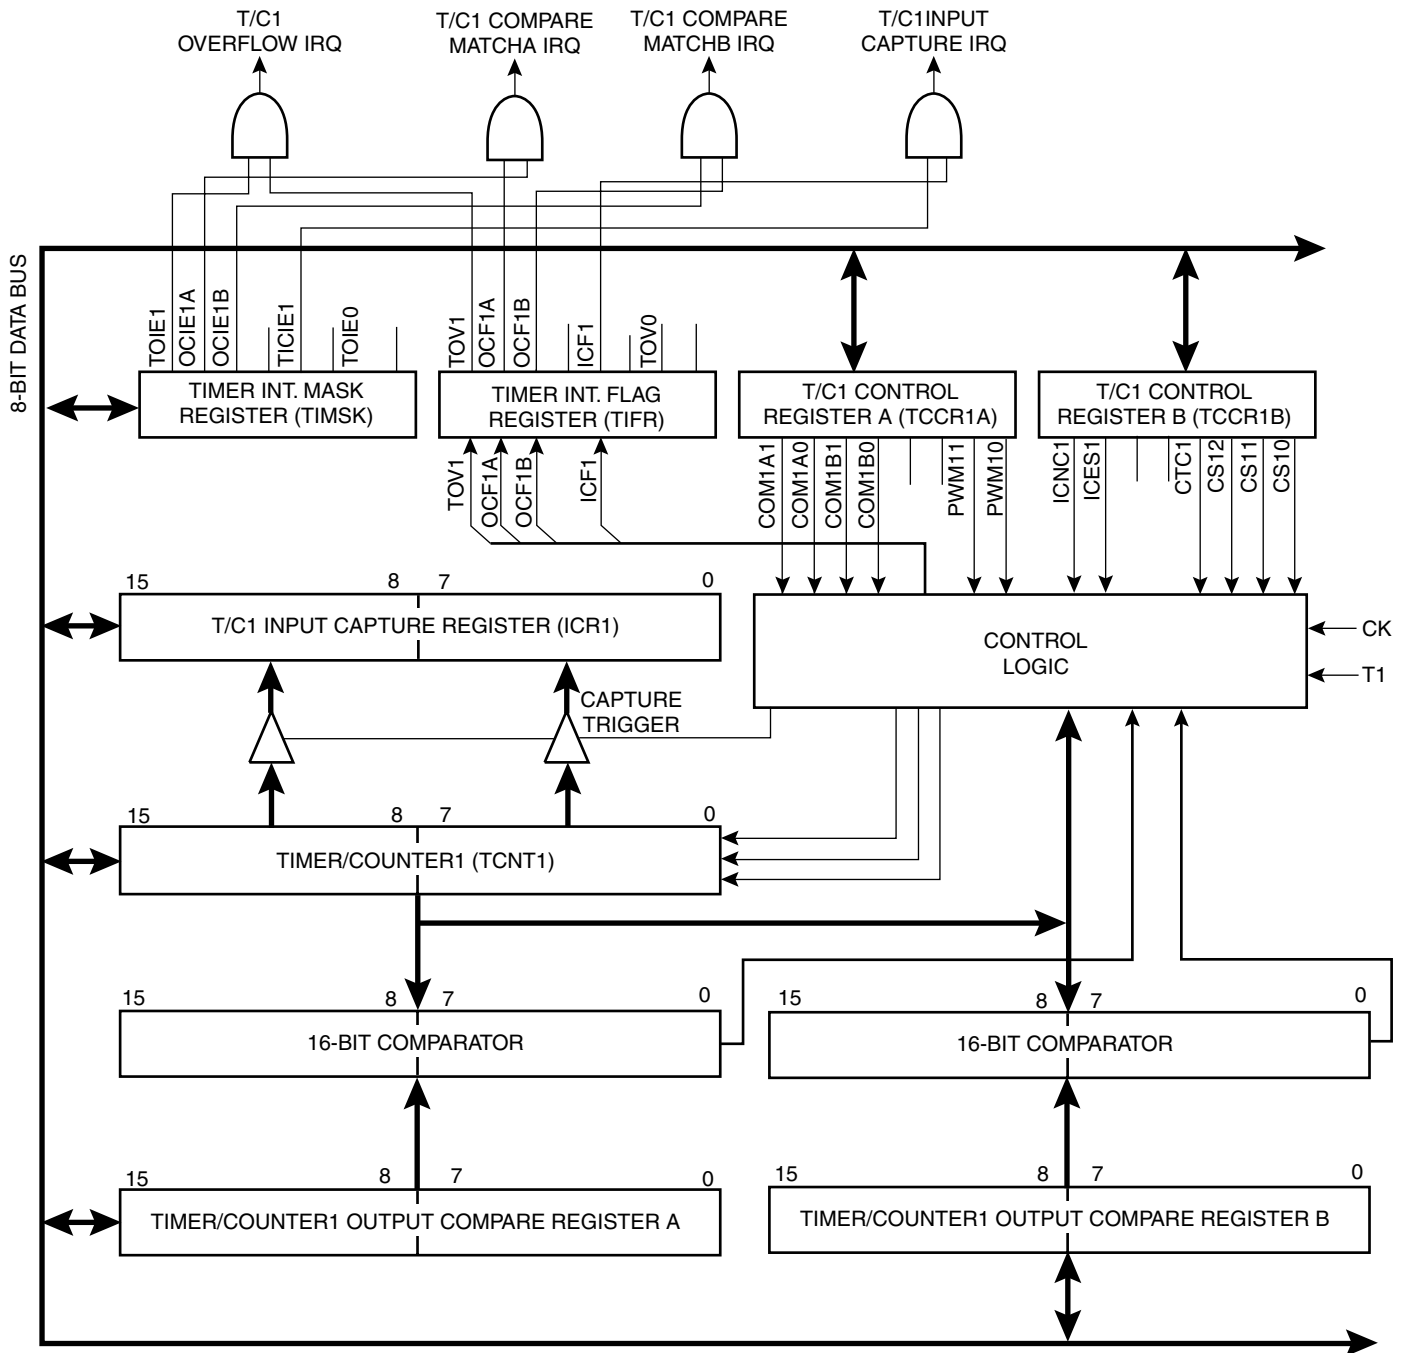 T/C1
OVERFLOW IRQ
T/C1 COMPARE
MATCHA IRQ
T/C1 COMPARE
MATCHB IRQ
T/C1INPUT
CAPTURE IRQ
8-BIT DATA BUS
TOIE1
OCIE1A
OCIE1B
TICIE1
TOIE0
TOV1
OCF1A
OCF1B
ICF1
TOV0
TIMER INT. MASK
REGISTER (TIMSK)
TIMER INT. FLAG
REGISTER (TIFR)
T/C1 CONTROL
REGISTER A (TCCR1A)
T/C1 CONTROL
REGISTER B (TCCR1B)
TOV1
OCF1A
OCF1B
ICF1
COM1A1
COM1A0
COM1B1
COM1B0
PWM11
PWM10
ICNC1
ICES1
CTC1
CS12
CS11
CS10
15 8 7 0
T/C1 INPUT CAPTURE REGISTER (ICR1)
CONTROL
LOGIC
CK
T1
CAPTURE
TRIGGER
15 8 7 0
TIMER/COUNTER1 (TCNT1)
15 8 7 0
16-BIT COMPARATOR
15 8 7 0
16-BIT COMPARATOR
15 8 7 0
TIMER/COUNTER1 OUTPUT COMPARE REGISTER A
15 8 7 0
TIMER/COUNTER1 OUTPUT COMPARE REGISTER B